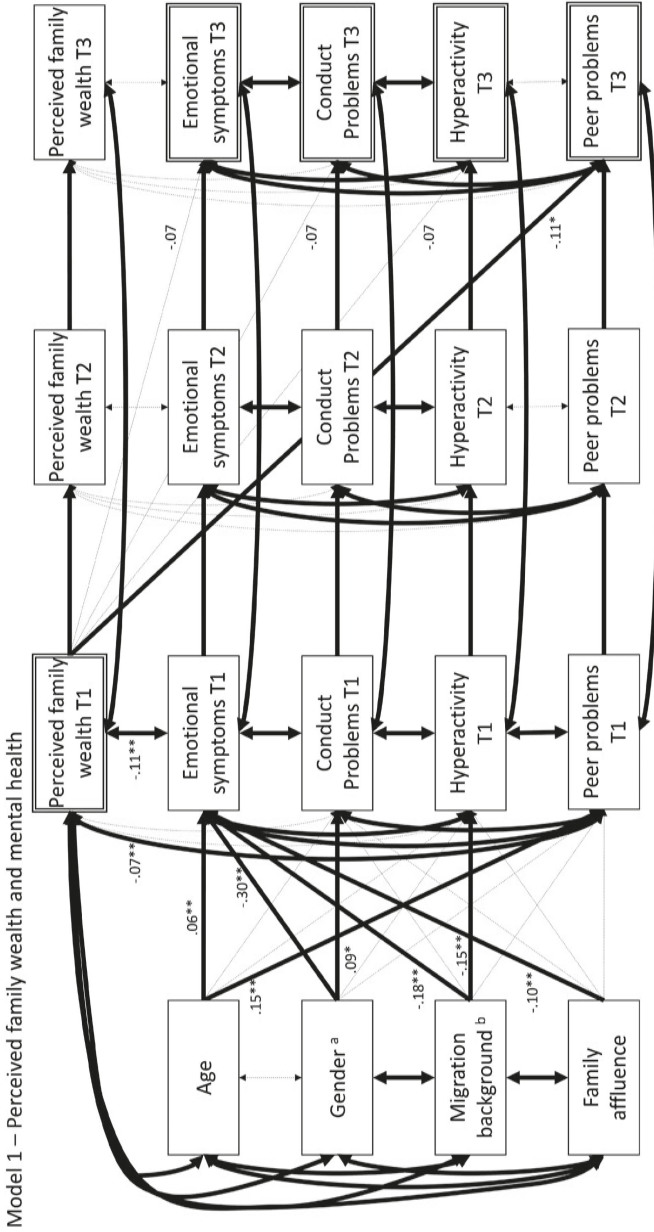 Model 1 – Perceived family wealth and mental health
Perceived family
wealth T1
Perceived family
wealth T2
Perceived family
wealth T3
-.07**
-.11**
Age
.06**
Emotional
symptoms T1
Emotional
symptoms T2
-.07
Emotional
symptoms T3
.15**
-.30**
Gender a
.09*
Conduct
Problems T1
Conduct
Problems T2
-.07
Conduct
Problems T3
-.18**
-.15**
Migration
background b
Hyperactivity
T1
Hyperactivity
T2
-.07
Hyperactivity
T3
-.10**
-.11*
Family
affluence
Peer problems
T1
Peer problems
T2
Peer problems
T3